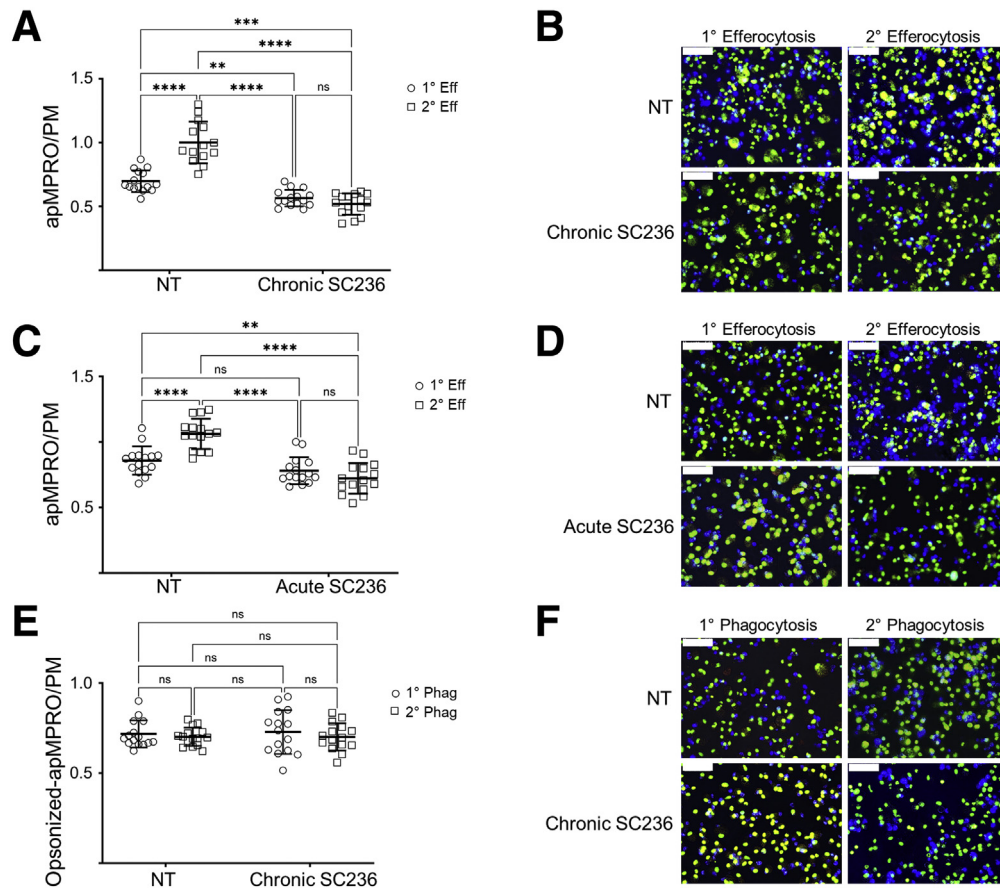 A
***
****
**
**** **** ns
1.5
1.0
0.5
apMPRO/PM
1° Eff
2° Eff
NT Chronic SC236
B
1° Efferocytosis 2° Efferocytosis
NT
Chronic SC236
C
**
****
ns
**** **** ns
1.5
1.0
0.5
apMPRO/PM
1° Eff
2° Eff
NT Acute SC236
D
1° Efferocytosis 2° Efferocytosis
NT
Acute SC236
E
ns
ns
ns
ns ns ns
1.0
0.5
Opsonized-apMPRO/PM
1° Phag
2° Phag
NT Chronic SC236
F
1° Phagocytosis 2° Phagocytosis
NT
Chronic SC236